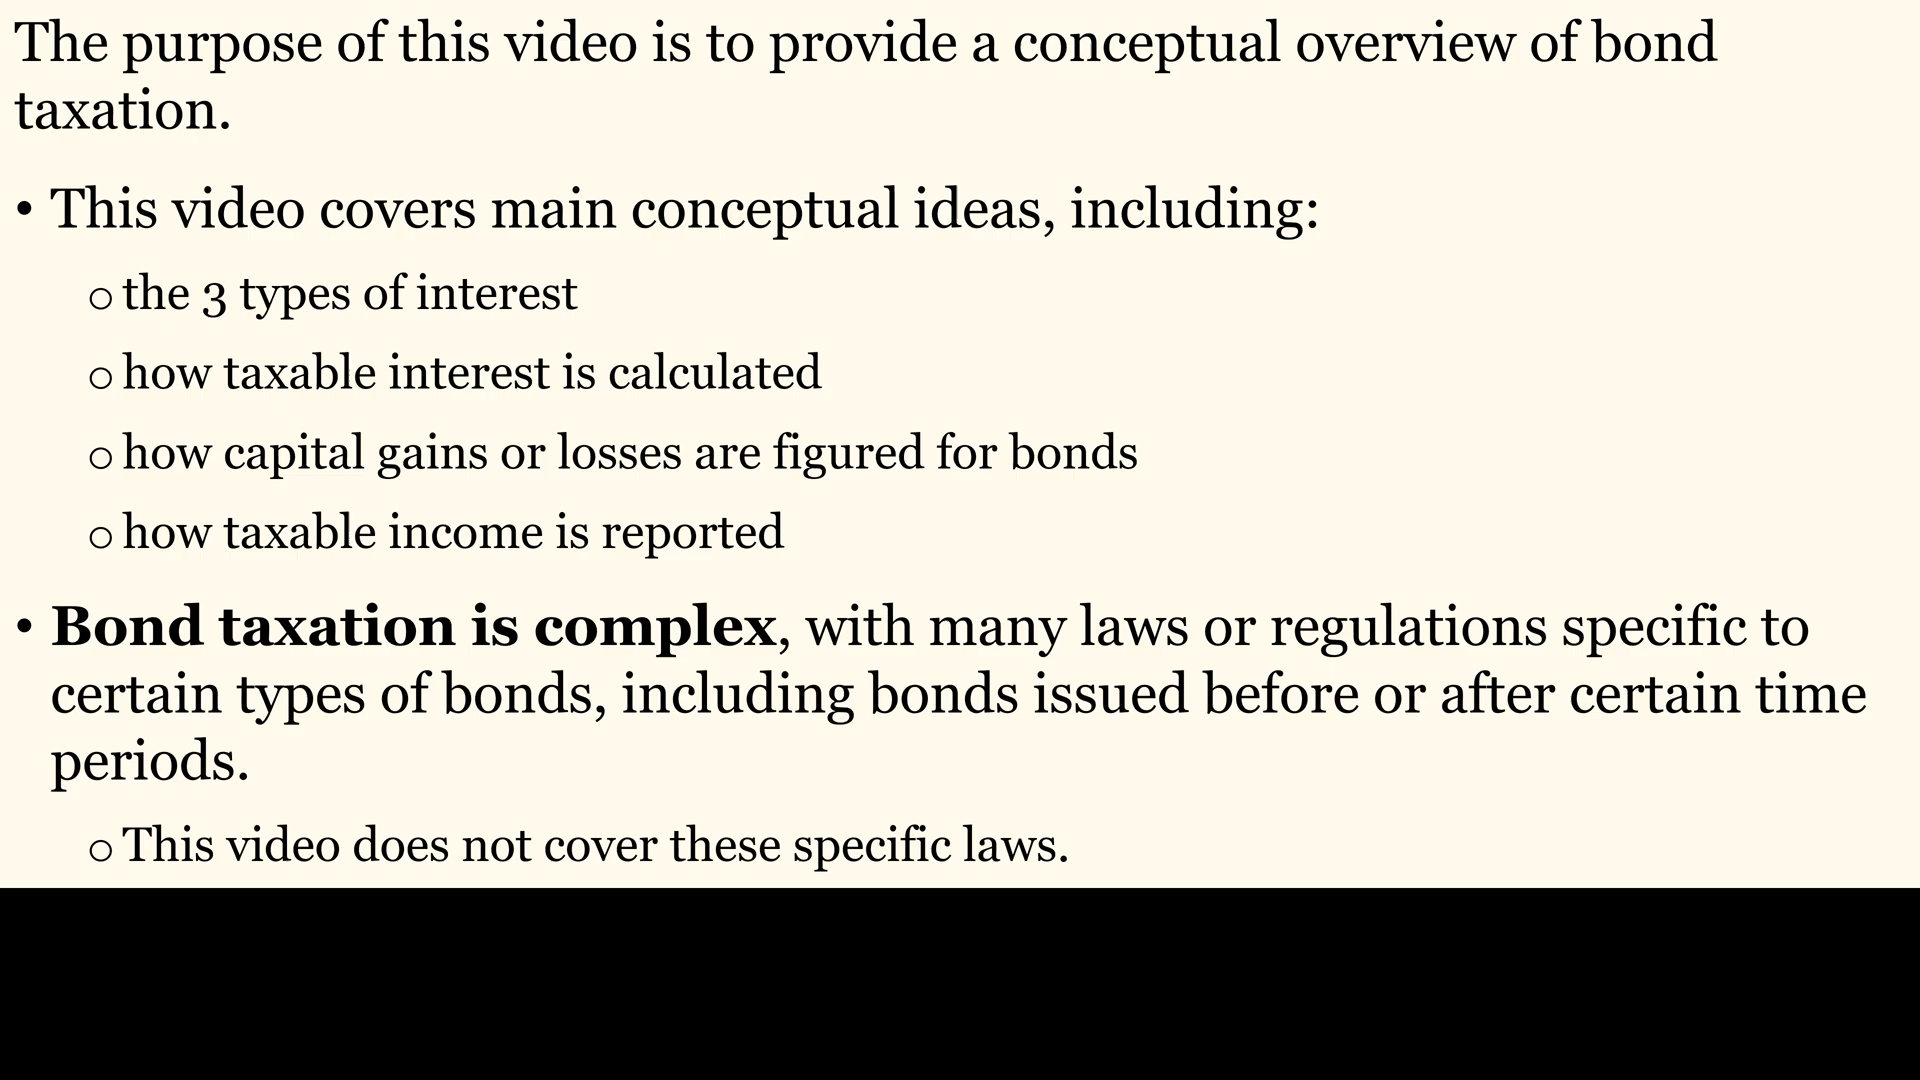 The purpose of this video is to provide a conceptual overview of bond
taxation.
• This video covers main conceptual ideas, including:
o the 3 types of interest
o how taxable interest is calculated
o how capital gains or losses are figured for bonds
o how taxable income is reported
• Bond taxation is complex, with many laws or regulations specific to
certain types of bonds, including bonds issued before or after certain time
periods.
o This video does not cover these specific laws.